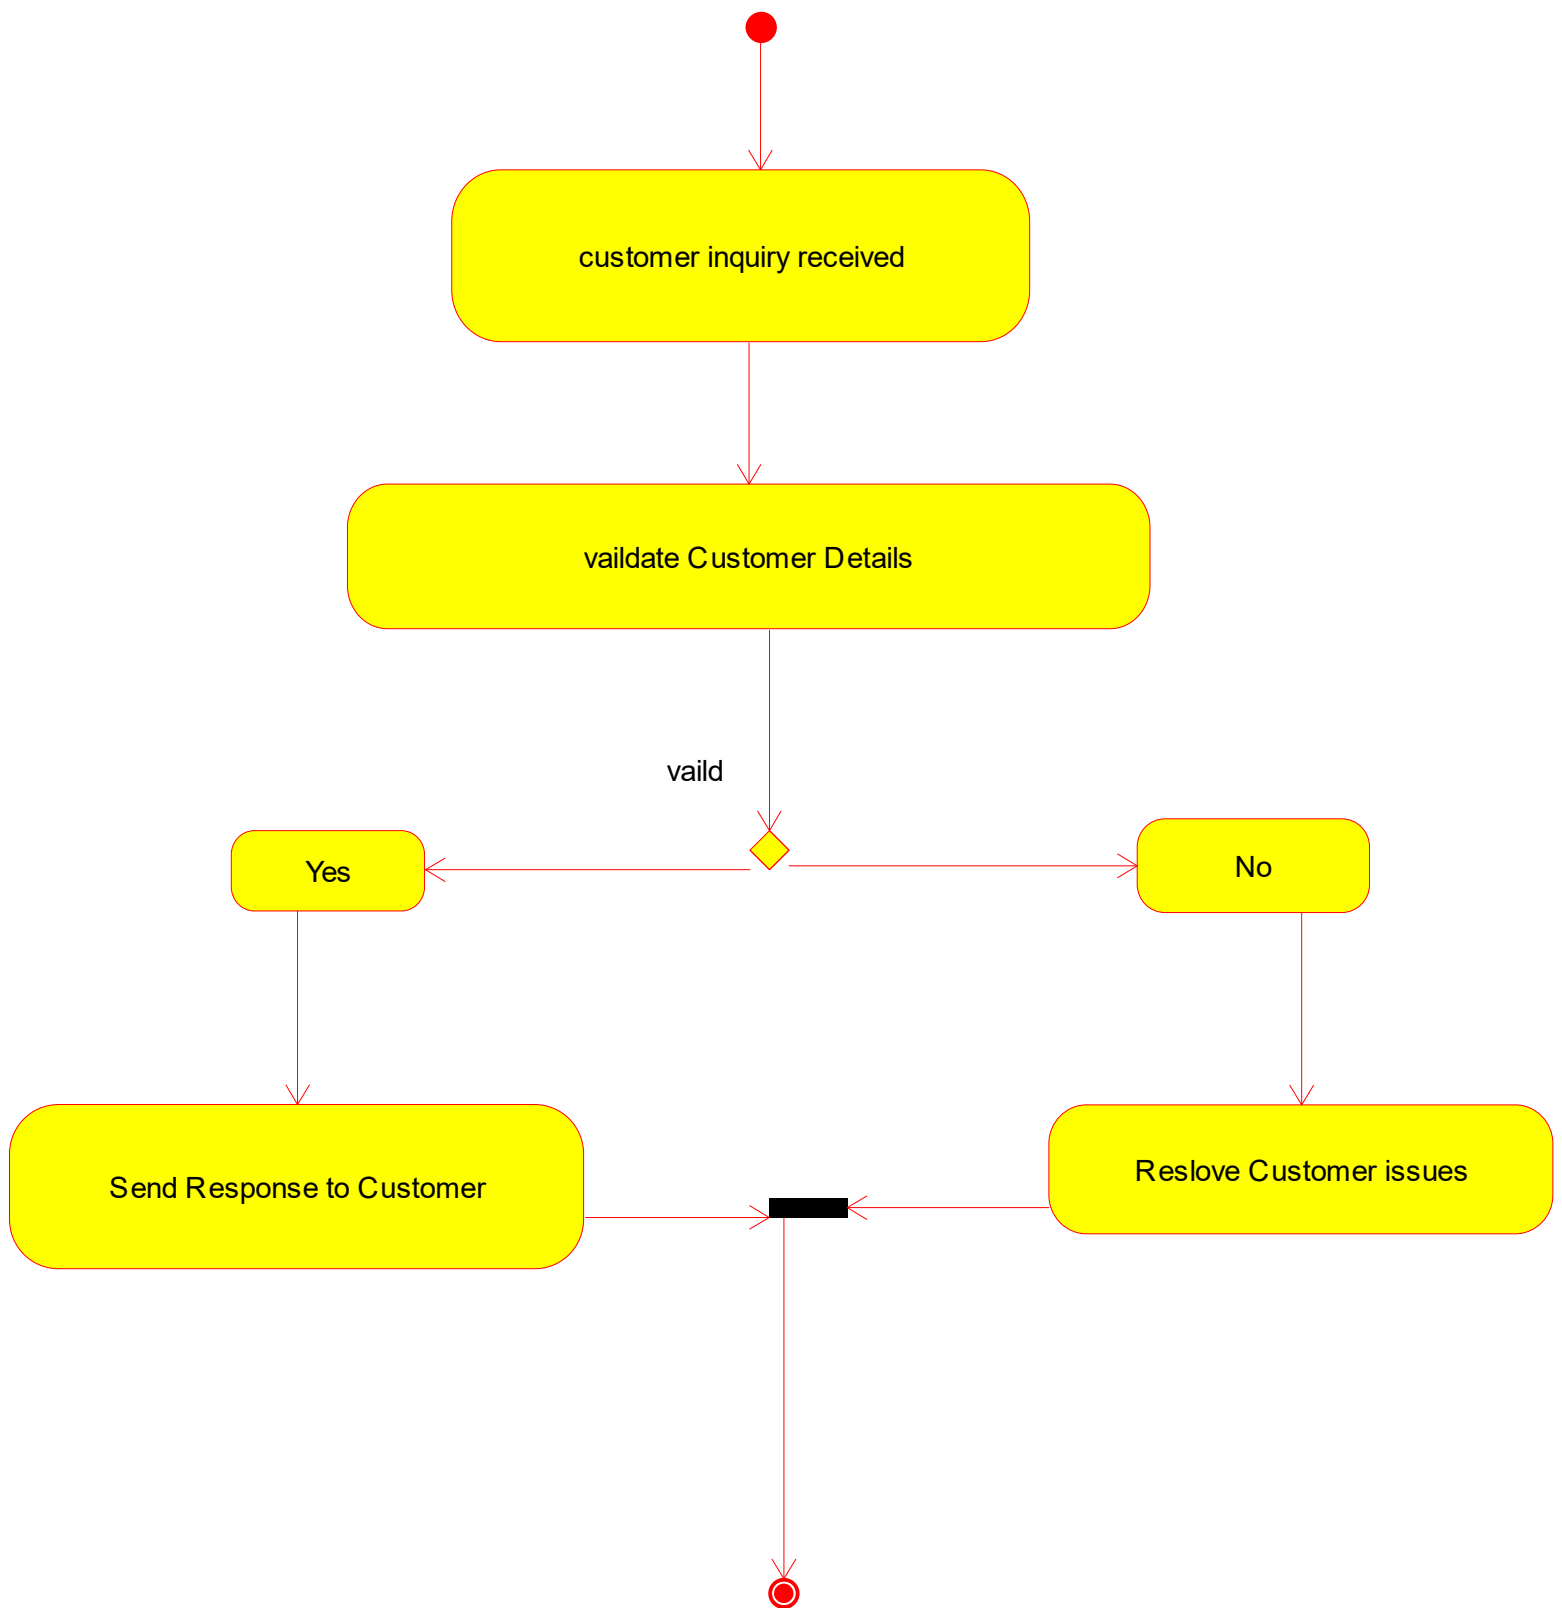 customer inquiry received
vaildate Customer Details
vaild
Yes
No
Send Response to Customer
Reslove Customer issues